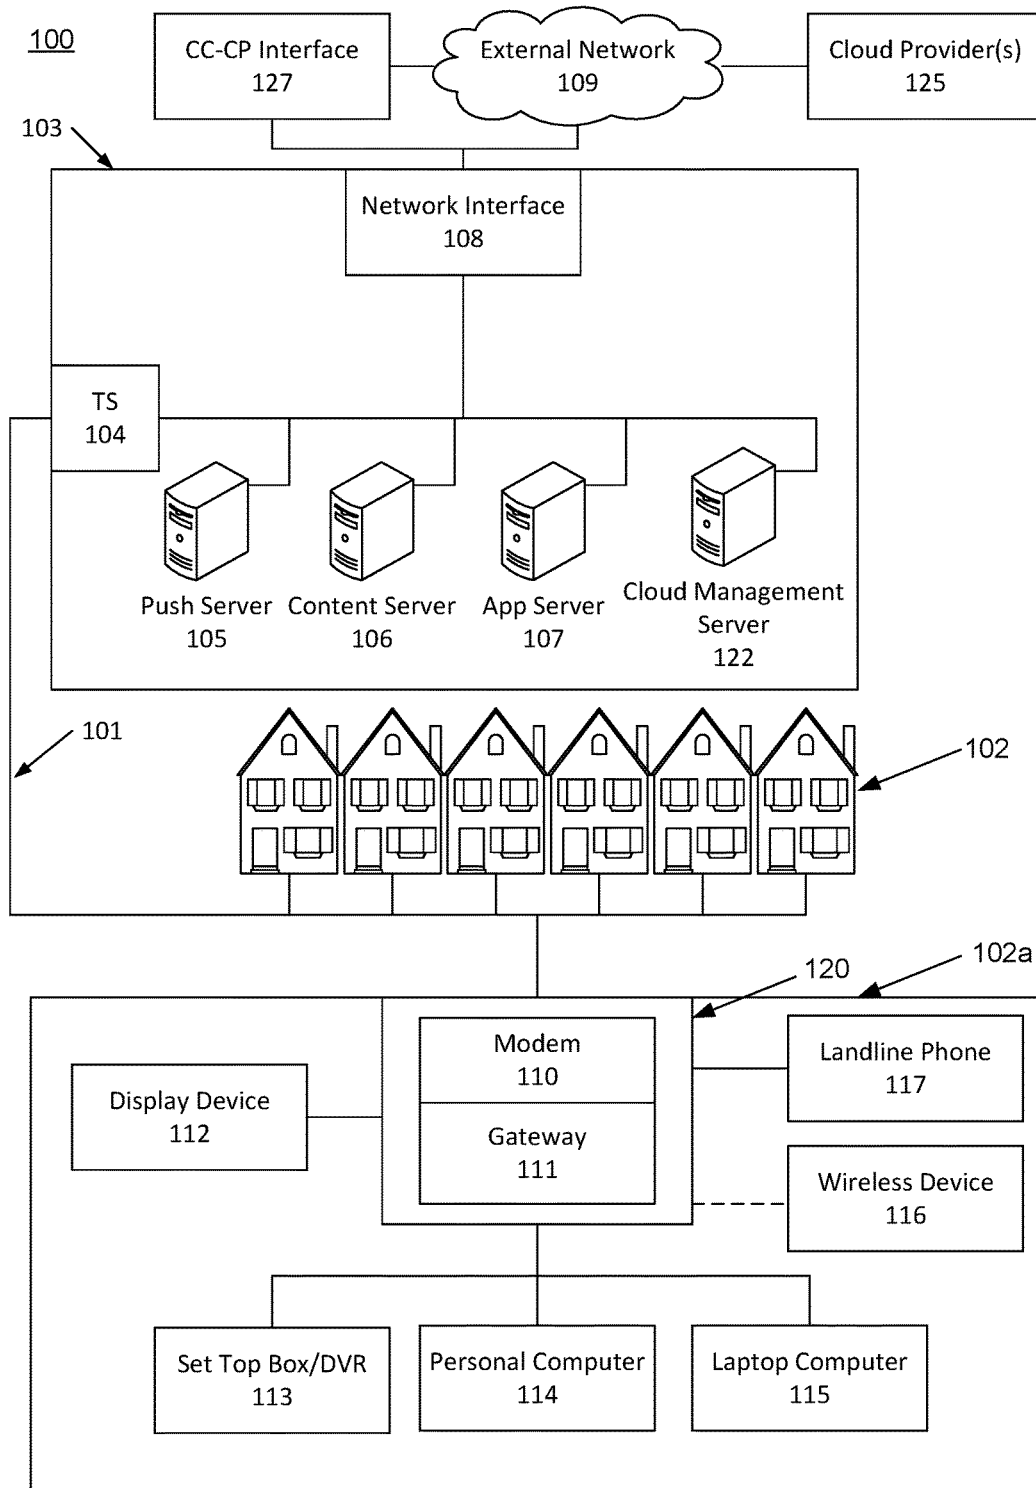 100
CC-CP Interface
127
External Network
109
Cloud Provider(s)
125
103
Network Interface
108
TS
104
Push Server
105
Content Server
106
App Server
107
Cloud Management
Server
122
101
102
102a
120
Modem
110
Gateway
111
Landline Phone
117
Display Device
112
Wireless Device
116
Set Top Box/DVR
113
Personal Computer
114
Laptop Computer
115